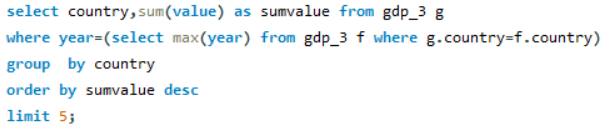 select country,sum(value) as sumvalue from gdp_3 g
where year=(select max(year) from gdp_3 f where g.country=f.country)
group  by country
order by sumvalue desc
limit 5;